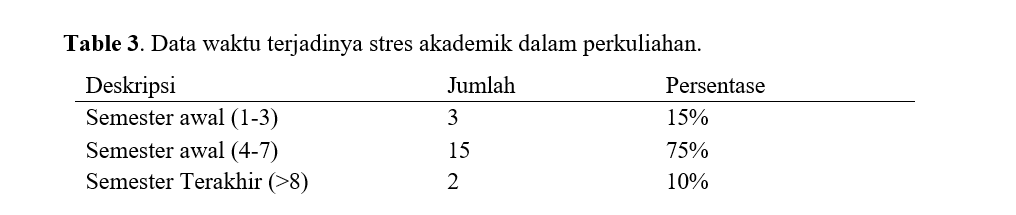 Table 3. Data waktu terjadinya stres akademik dalam perkuliahan.
Deskripsi Jumlah Persentase
Semester awal (1-3) 3 15%
Semester awal (4-7) 15 75%
Semester Terakhir (>8) 2 10%